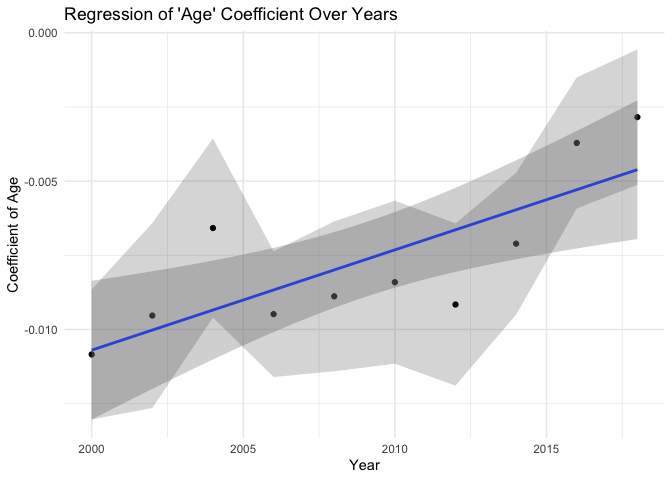 Regression of 'Age' Coefficient Over Years
0.000
-0.005
-0.010
Coefficient of Age
2000
2005
2010
2015
Year